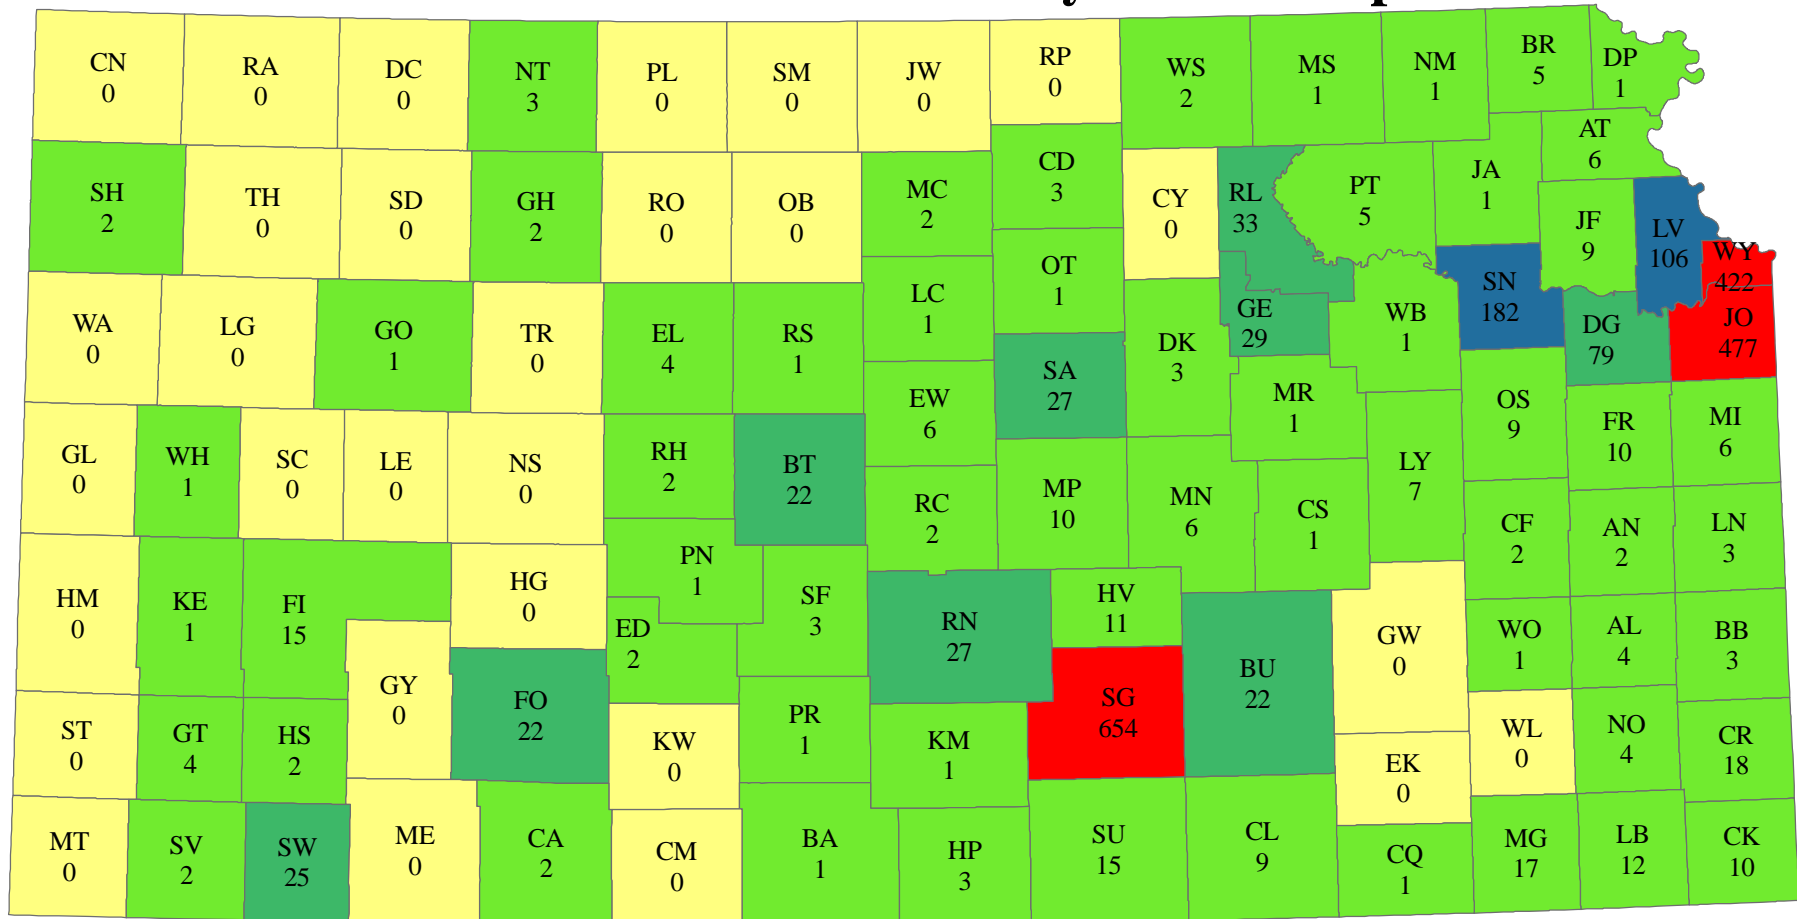 CN
0
RA
0
DC
0
NT
3
PL
0
SM
0
JW
0
RP
0
WS
2
MS
1
NM
1
BR
5
DP
1
AT
6
SH
2
TH
0
SD
0
GH
2
RO
0
OB
0
MC
2
CD
3
CY
0
RL
33
PT
5
JA
1
JF
9
LV
106
WY
422
OT
1
WA
0
LG
0
GO
1
TR
0
EL
4
RS
1
LC
1
SA
27
DK
3
GE
29
WB
1
SN
182
DG
79
JO
477
EW
6
MR
1
OS
9
FR
10
MI
6
GL
0
WH
1
SC
0
LE
0
NS
0
RH
2
BT
22
RC
2
MP
10
MN
6
CS
1
LY
7
CF
2
AN
2
LN
3
HM
0
KE
1
FI
15
HG
0
PN
1
SF
3
ED
2
RN
27
HV
11
BU
22
GW
0
WO
1
AL
4
BB
3
ST
0
GT
4
HS
2
GY
0
FO
22
KW
0
PR
1
KM
1
SG
654
EK
0
WL
0
NO
4
CR
18
MT
0
SV
2
SW
25
ME
0
CA
2
CM
0
BA
1
HP
3
SU
15
CL
9
CQ
1
MG
17
LB
12
CK
10